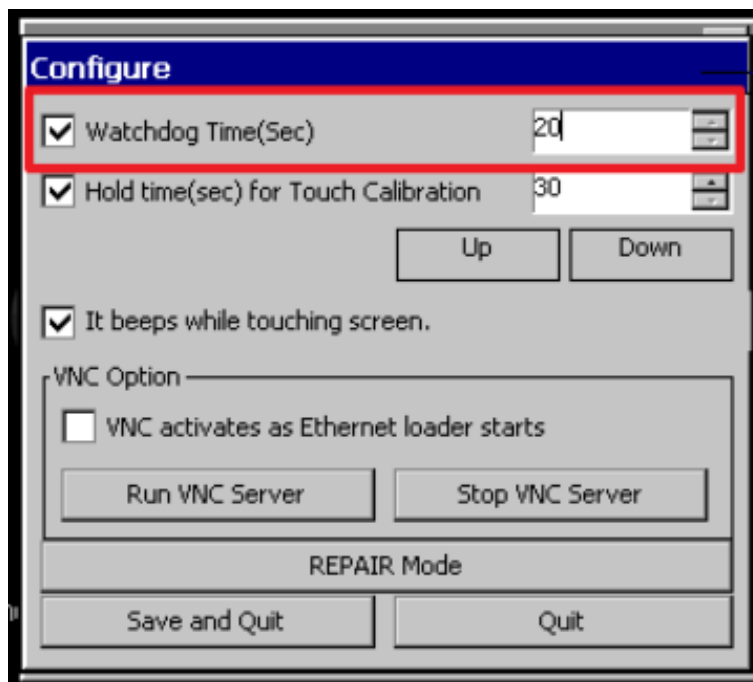 Configure
Watchdog Time(Sec) 20
Hold time(sec) for Touch Calibration 30
Up Down
It beeps while touching screen.
VNC Option
VNC activates as Ethernet loader starts
Run VNC Server Stop VNC Server
REPAIR Mode
Save and Quit Quit